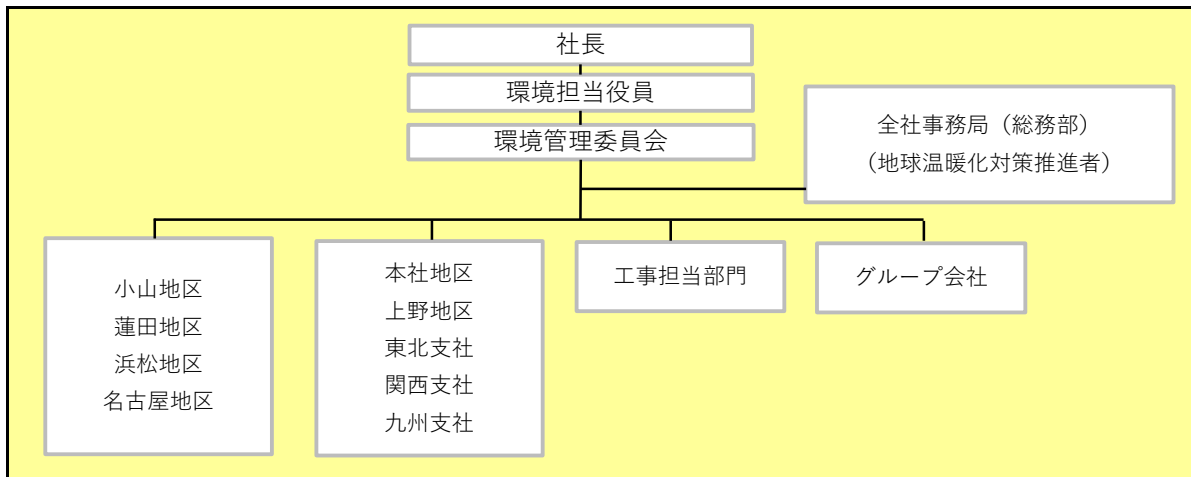 社長
環境担当役員
環境管理委員会
全社事務局（総務部）
（地球温暖化対策推進者）
小山地区
蓮田地区
浜松地区
名古屋地区
本社地区
上野地区
東北支社
関西支社
九州支社
工事担当部門
グループ会社